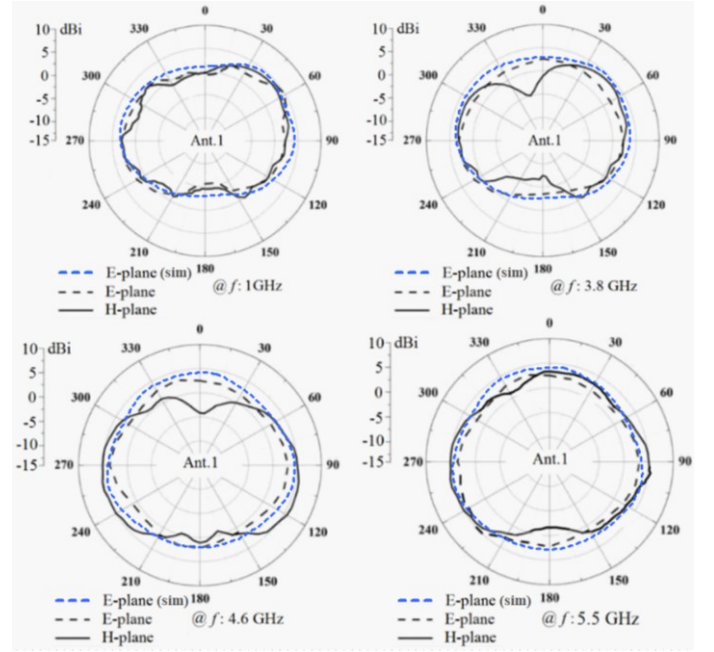 0
10 dBi
5
0
-5
-10
-15
330
30
300
60
270
Ant.1
90
240
120
210
150
180
E-plane (sim)
@ f: 1GHz
E-plane
H-plane
0
10 dBi
5
0
-5
-10
-15
330
30
300
60
270
Ant.1
90
240
120
210
150
180
E-plane (sim)
@ f: 3.8 GHz
E-plane
H-plane
0
10 dBi
5
0
-5
-10
-15
330
30
300
60
270
Ant.1
90
240
120
210
150
180
E-plane (sim)
@ f: 4.6 GHz
E-plane
H-plane
0
10 dBi
5
0
-5
-10
-15
330
30
300
60
270
Ant.1
90
240
120
210
150
180
E-plane (sim)
@ f: 5.5 GHz
E-plane
H-plane